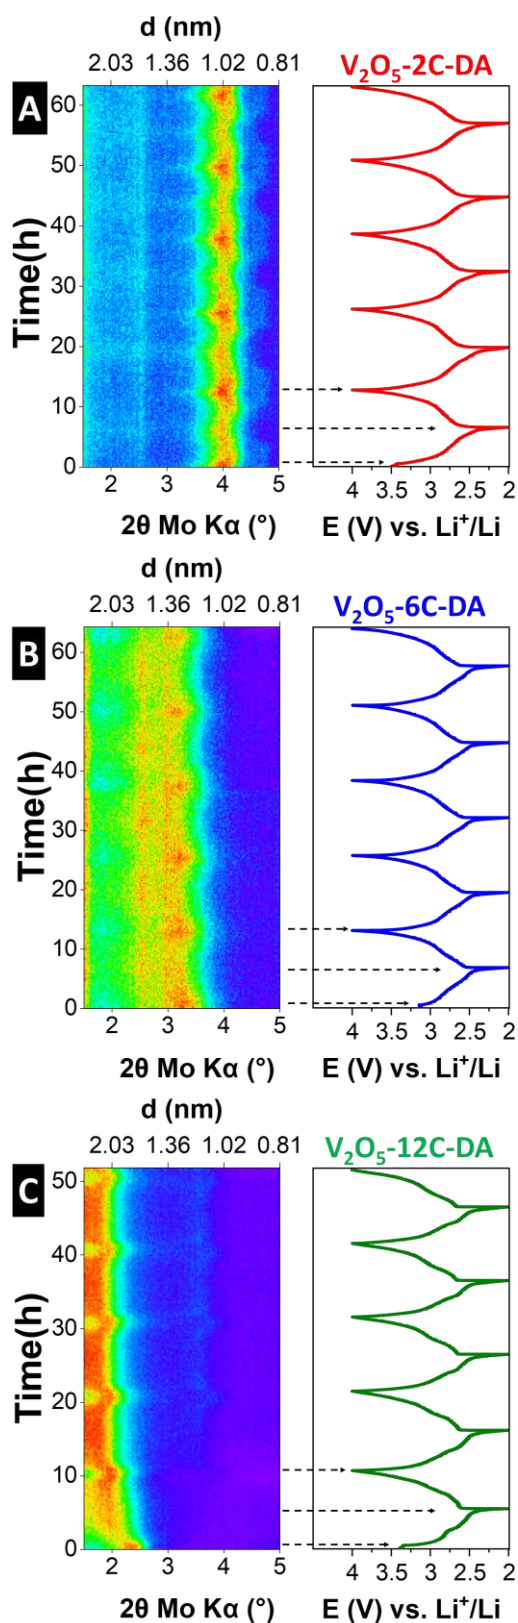 d (nm)
2.03 1.36 1.02 0.81
V₂O₅-2C-DA
A
60
50
40
30
20
10
0
Time(h)
2 3 4 5
4 3.5 3 2.5 2
2θ Mo Kα (°)
E (V) vs. Li⁺/Li
d (nm)
2.03 1.36 1.02 0.81
V₂O₅-6C-DA
B
60
50
40
30
20
10
0
Time(h)
2 3 4 5
4 3.5 3 2.5 2
2θ Mo Kα (°)
E (V) vs. Li⁺/Li
d (nm)
2.03 1.36 1.02 0.81
V₂O₅-12C-DA
C
50
40
30
20
10
0
Time(h)
2 3 4 5
4 3.5 3 2.5 2
2θ Mo Kα (°)
E (V) vs. Li⁺/Li